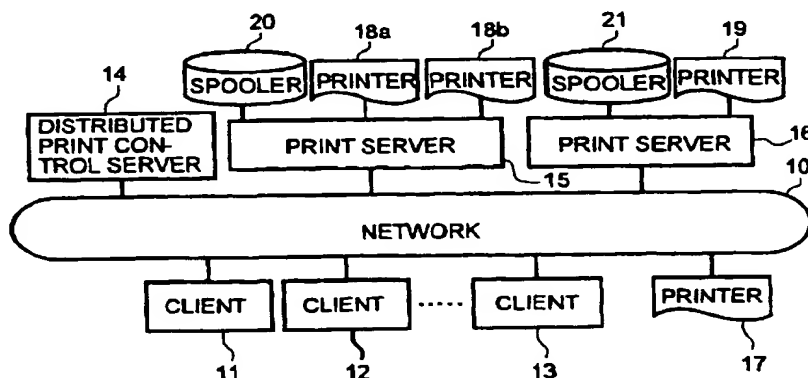 20
18a
18b
21
19
14
SPOOLER
PRINTER
PRINTER
SPOOLER
PRINTER
DISTRIBUTED
PRINT CON-
TROL SERVER
PRINT SERVER
PRINT SERVER
16
15
10
NETWORK
CLIENT
CLIENT
.....
CLIENT
PRINTER
11
12
13
17